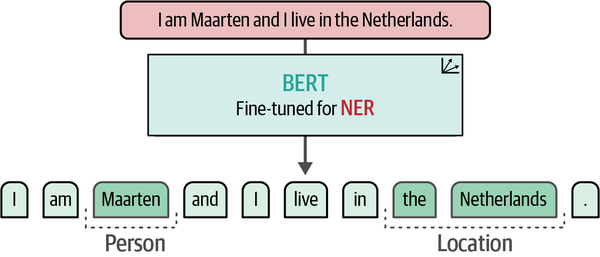 I am Maarten and I live in the Netherlands.
BERT
Fine-tuned for NER
I am Maarten and I live in the Netherlands .
Person Location